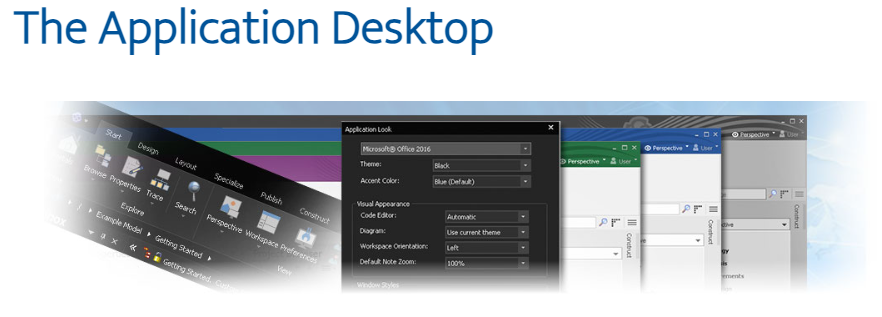 The Application Desktop
Start Design Layout Specialize Publish Construct
Browse Properties Trace Search Perspective Workspace Preferences
Explore View
Example Model Getting Started
Getting Started
Application Look
Microsoft® Office 2016
Theme: Black
Accent Color: Blue (Default)
Visual Appearance
Code Editor: Automatic
Diagram: Use current theme
Workspace Orientation: Left
Default Note Zoom: 100%
Window Styles
Perspective User
Construct
Perspective User
Construct
Perspective User
Construct